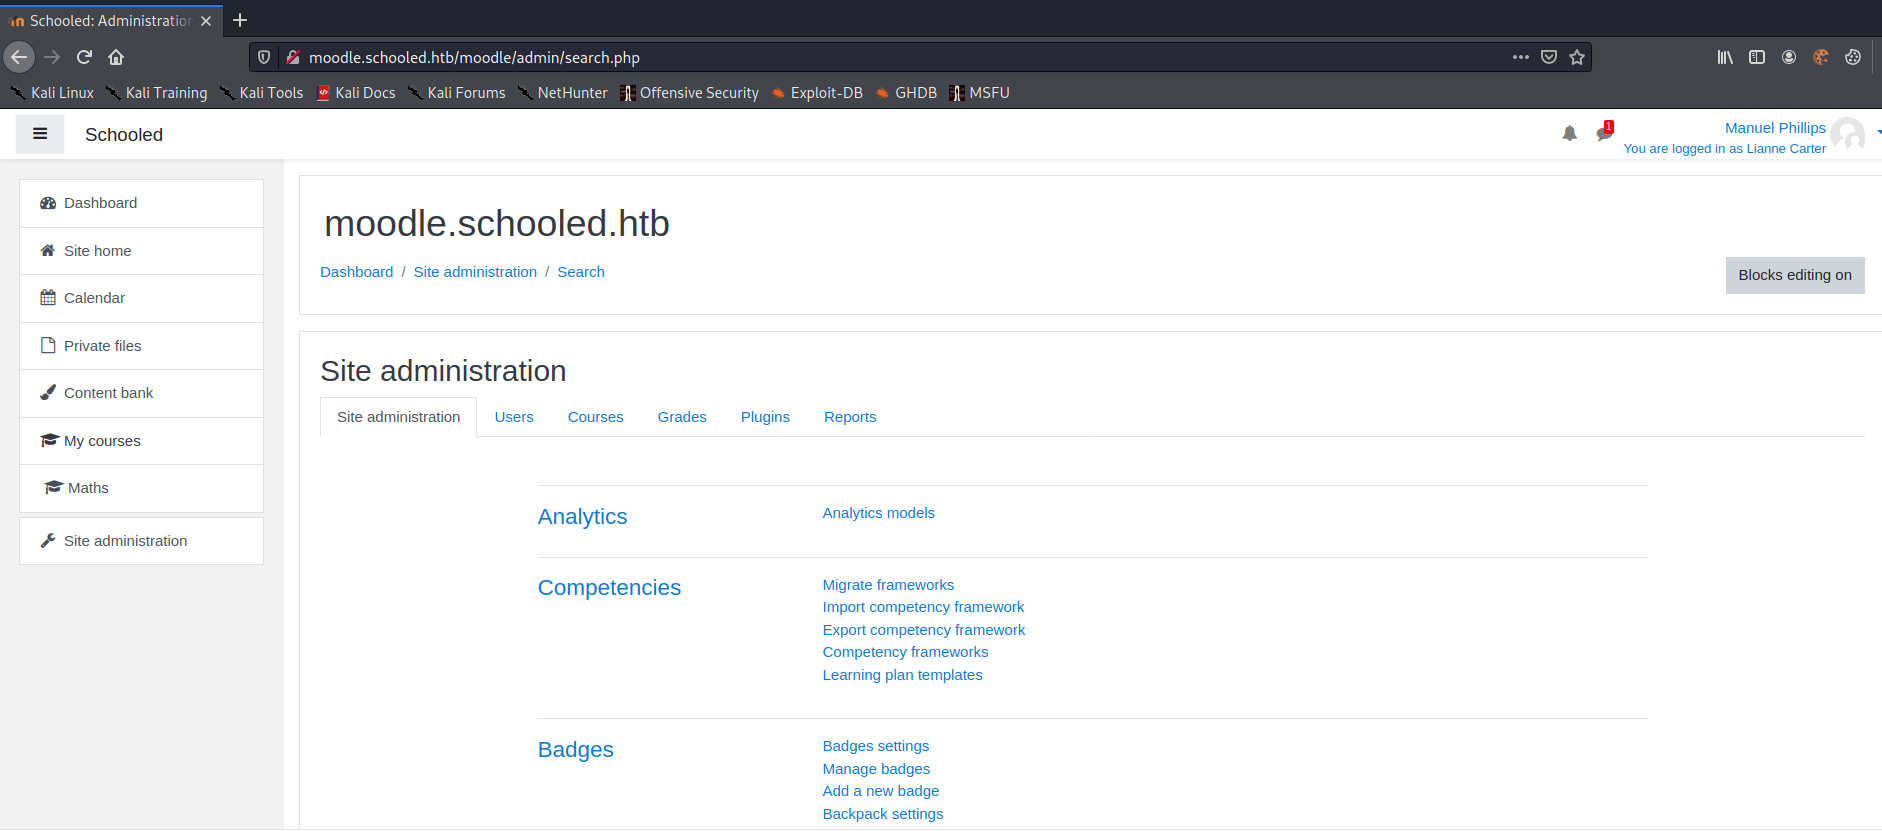 Schooled: Administration
moodle.schooled.htb/moodle/admin/search.php
Kali Linux Kali Training Kali Tools Kali Docs Kali Forums NetHunter Offensive Security Exploit-DB GHDB MSFU
Schooled
1
Manuel Phillips
You are logged in as Lianne Carter
Dashboard
Site home
Calendar
Private files
Content bank
My courses
Maths
Site administration
moodle.schooled.htb
Dashboard / Site administration / Search
Blocks editing on
Site administration
Site administration Users Courses Grades Plugins Reports
Analytics
Analytics models
Competencies
Migrate frameworks
Import competency framework
Export competency framework
Competency frameworks
Learning plan templates
Badges
Badges settings
Manage badges
Add a new badge
Backpack settings